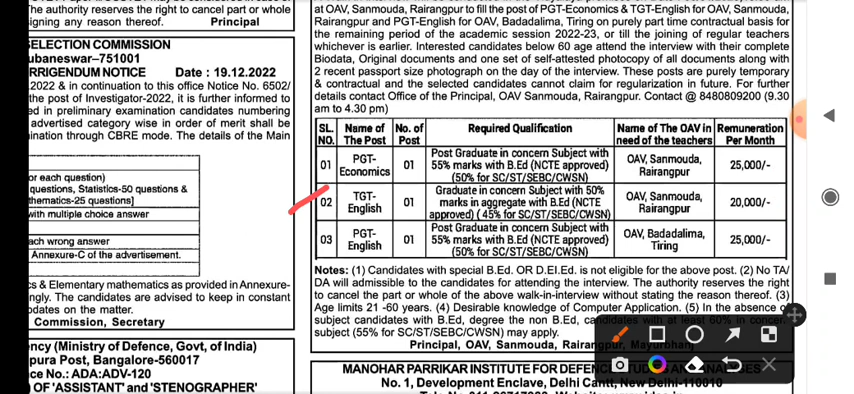 The authority reserves the right to cancel part or whole
signing any reason thereof. Principal
SELECTION COMMISSION
ubaneswar–751001
RRIGENDUM NOTICE Date : 19.12.2022
.2022 & in continuation to this office Notice No. 6502/
the post of Investigator-2022, it is further informed to
ed in preliminary examination candidates numbering
advertised category wise in order of merit shall be
ination through CBRE mode. The details of the Main
or each question)
questions, Statistics-50 questions &
thematics-25 questions]
with multiple choice answer
ach wrong answer
Annexure-C of the advertisement.
cs & Elementary mathematics as provided in Annexure-
ngly. The candidates are advised to keep in constant
pdates on the matter.
Commission, Secretary
ncy (Ministry of Defence, Govt, of India)
pura Post, Bangalore-560017
ce No.: ADA:ADV-120
OF 'ASSISTANT' and 'STENOGRAPHER'
at OAV, Sanmouda, Rairangpur to fill the post of PGT-Economics & TGT-English for OAV, Sanmouda,
Rairangpur and PGT-English for OAV, Badadalima, Tiring on purely part time contractual basis for
the remaining period of the academic session 2022-23, or till the joining of regular teachers
whichever is earlier. Interested candidates below 60 age attend the interview with their complete
Biodata, Original documents and one set of self-attested photocopy of all documents along with
2 recent passport size photograph on the day of the interview. These posts are purely temporary
& contractual and the selected candidates cannot claim for regularization in future. For further
details contact Office of the Principal, OAV Sanmouda, Rairangpur. Contact @ 8480809200 (9.30
am to 4.30 pm)
SL. NO. Name of The Post No. of Post Required Qualification Name of The OAV in need of the teachers Remuneration Per Month
01 PGT-Economics 01 Post Graduate in concern Subject with 55% marks with B.Ed (NCTE approved) (50% for SC/ST/SEBC/CWSN) OAV, Sanmouda, Rairangpur 25,000/-
02 TGT-English 01 Graduate in concern Subject with 50% marks in aggregate with B.Ed (NCTE approved) ( 45% for SC/ST/SEBC/CWSN) OAV, Sanmouda, Rairangpur 20,000/-
03 PGT-English 01 Post Graduate in concern Subject with 55% marks with B.Ed (NCTE approved) (50% for SC/ST/SEBC/CWSN) OAV, Badadalima, Tiring 25,000/-
Notes: (1) Candidates with special B.Ed. OR D.El.Ed. is not eligible for the above post. (2) No TA/
DA will admissible to the candidates for attending the interview. The authority reserves the right
to cancel the part or whole of the above walk-in-interview without stating the reason thereof. (3)
Age limits 21 -60 years. (4) Desirable knowledge of Computer Application. (5) In the absence of
subject candidates with B.Ed, degree the non B.Ed, candidates with at least 60% in concern
subject (55% for SC/ST/SEBC/CWSN) may apply.
Principal, OAV, Sanmouda, Rairangpur, Mayurbhanj
MANOHAR PARRIKAR INSTITUTE FOR DEFENCE STUDIES AND ANALYSES
No. 1, Development Enclave, Delhi Cantt, New Delhi-110010